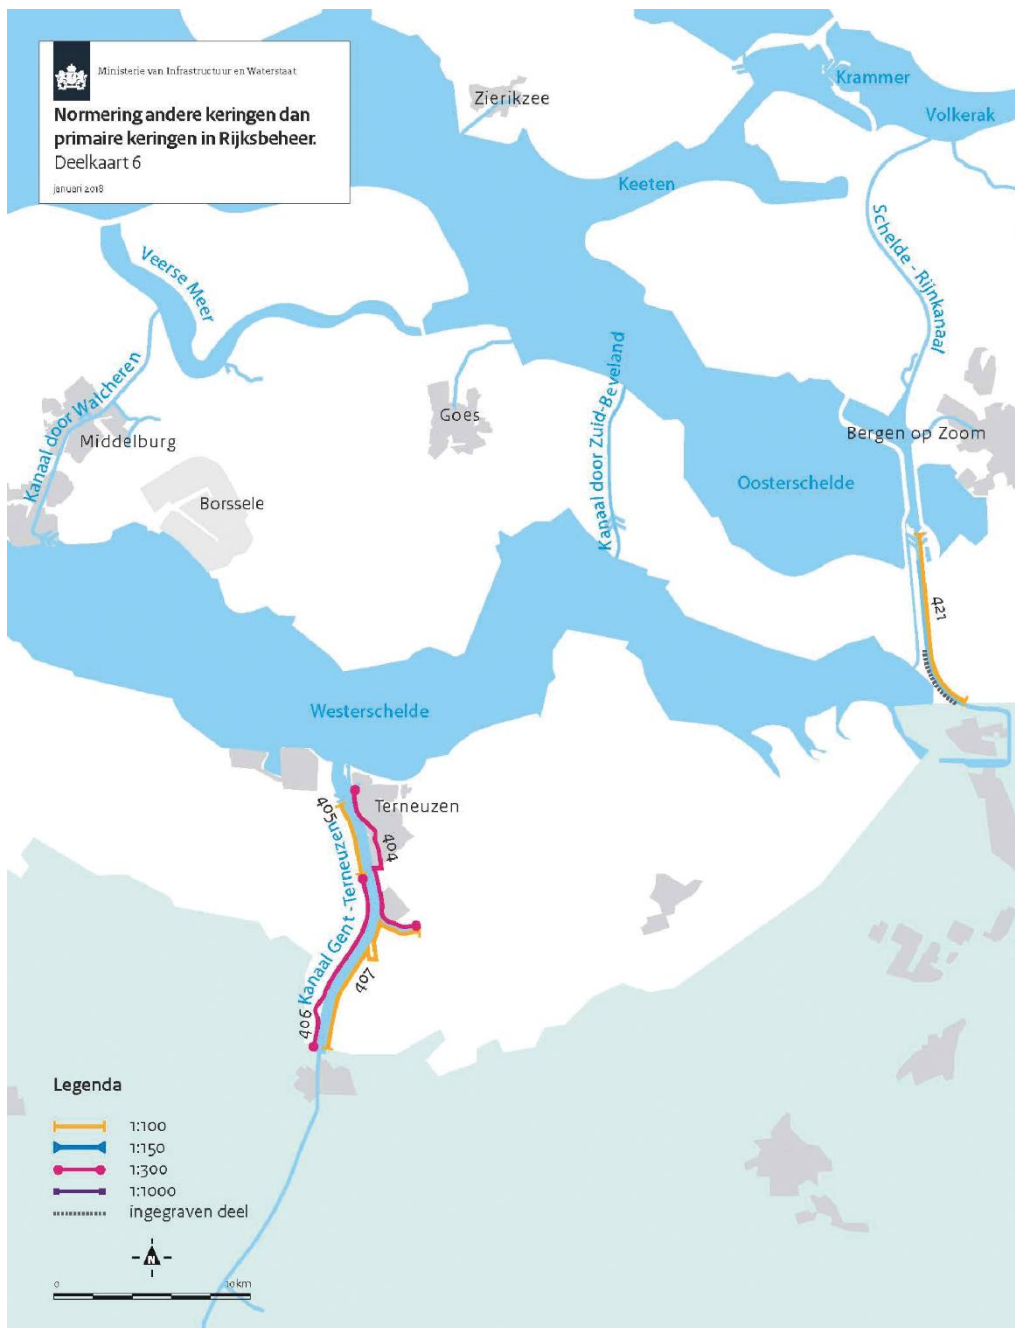 Ministerie van Infrastructuur en Waterstaat
Normering andere keringen dan
primaire keringen in Rijksbeheer.
Deelkaart 6
januari 2018
Zierikzee
Krammer
Volkerak
Keeten
Schelde - Rijnkanaal
Veerse Meer
Kanaal door Walcheren
Middelburg
Goes
Kanaal door Zuid-Beveland
Bergen op Zoom
Oosterschelde
Borssele
421
Westerschelde
405
Terneuzen
404
Kanaal Gent - Terneuzen
407
406
Legenda
1:100
1:150
1:300
1:1000
ingegraven deel
N
0 10km